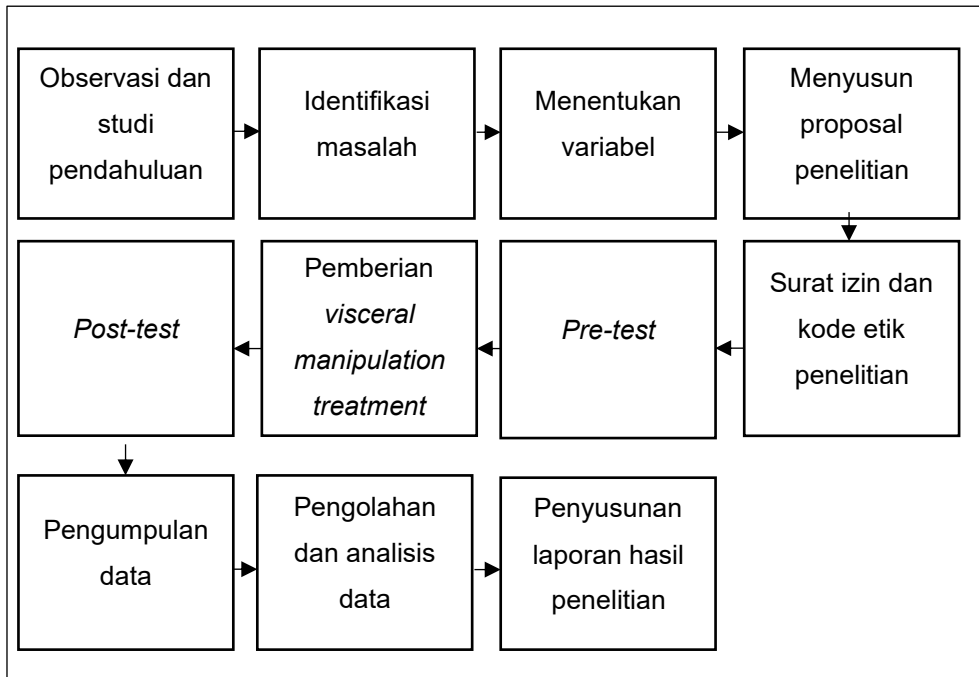 Observasi dan
studi
pendahuluan
Identifikasi
masalah
Menentukan
variabel
Menyusun
proposal
penelitian
Surat izin dan
kode etik
penelitian
Pre-test
Pemberian
visceral
manipulation
treatment
Post-test
Pengumpulan
data
Pengolahan
dan analisis
data
Penyusunan
laporan hasil
penelitian